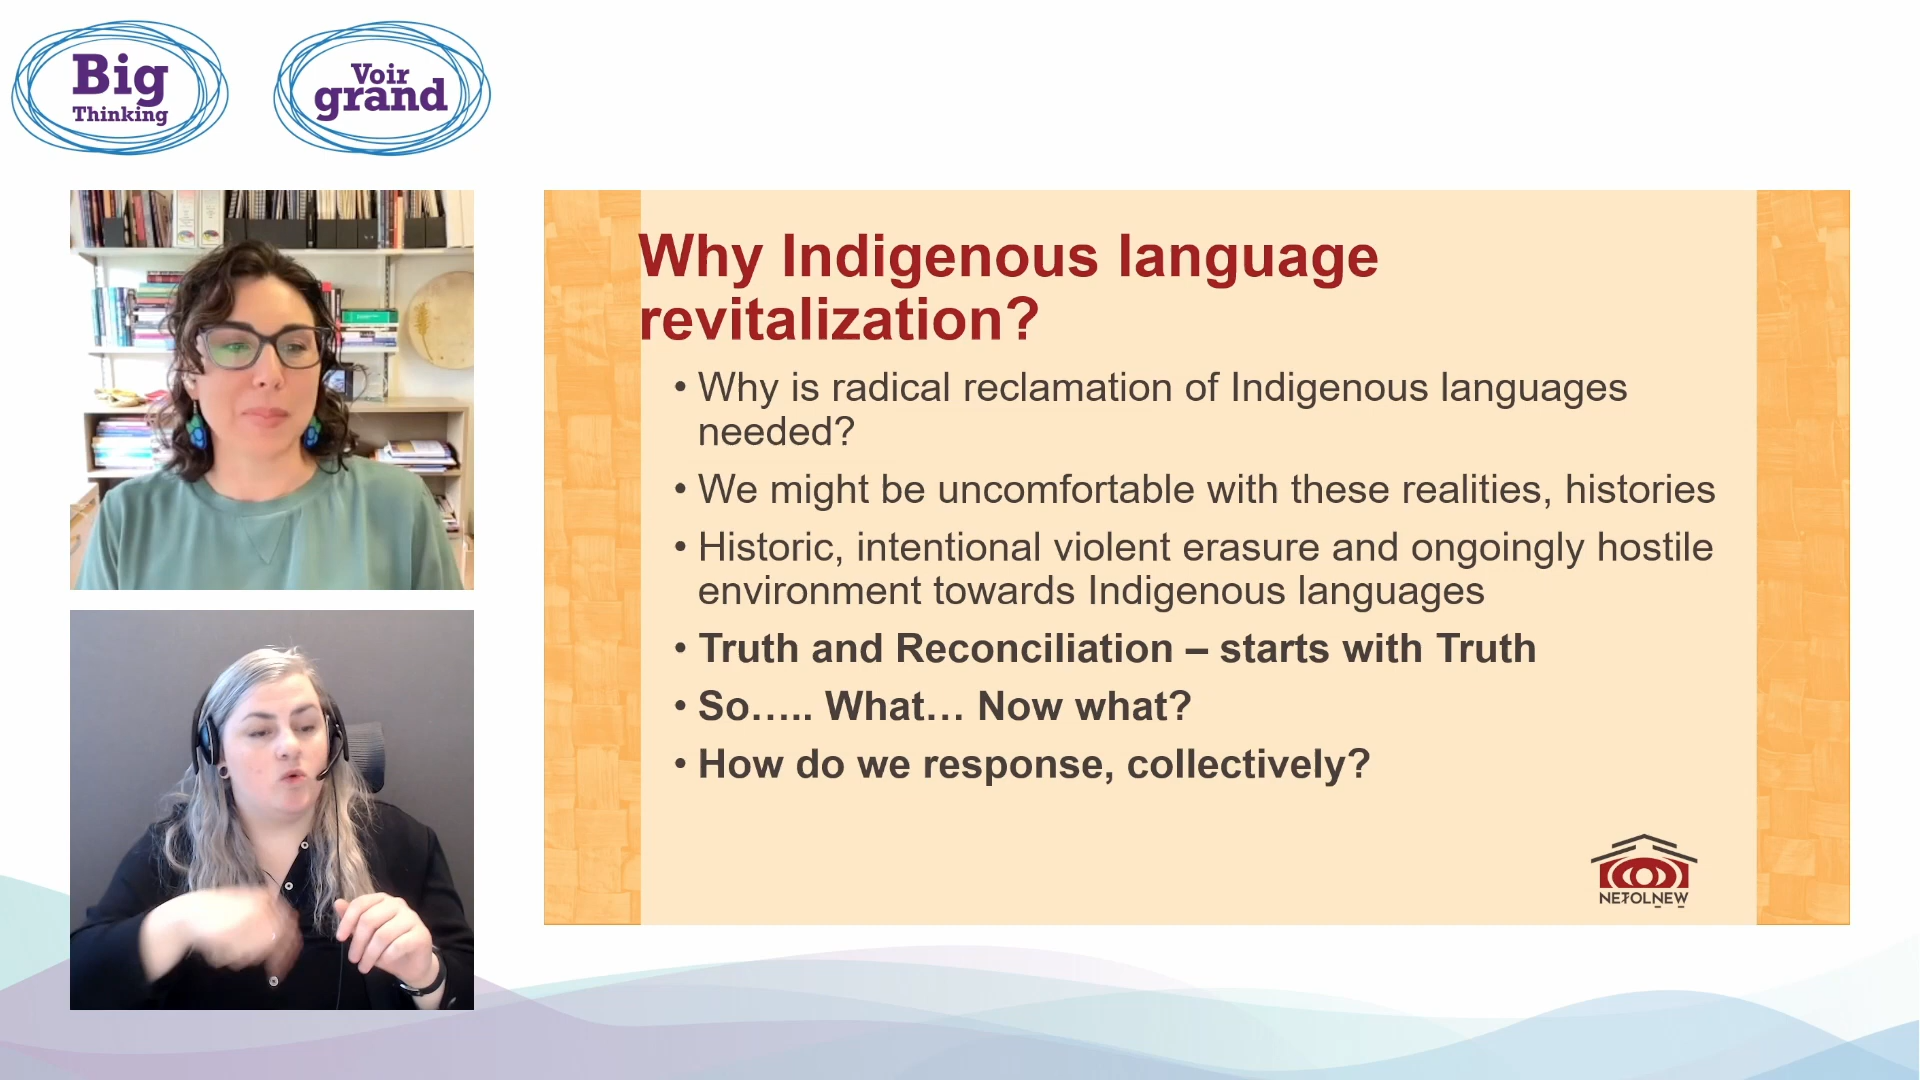 Big
Thinking
Voir
grand
Why Indigenous language
revitalization?
• Why is radical reclamation of Indigenous languages
needed?
• We might be uncomfortable with these realities, histories
• Historic, intentional violent erasure and ongoingly hostile
environment towards Indigenous languages
• Truth and Reconciliation – starts with Truth
• So….. What… Now what?
• How do we response, collectively?
NEȾOLṈEW̱